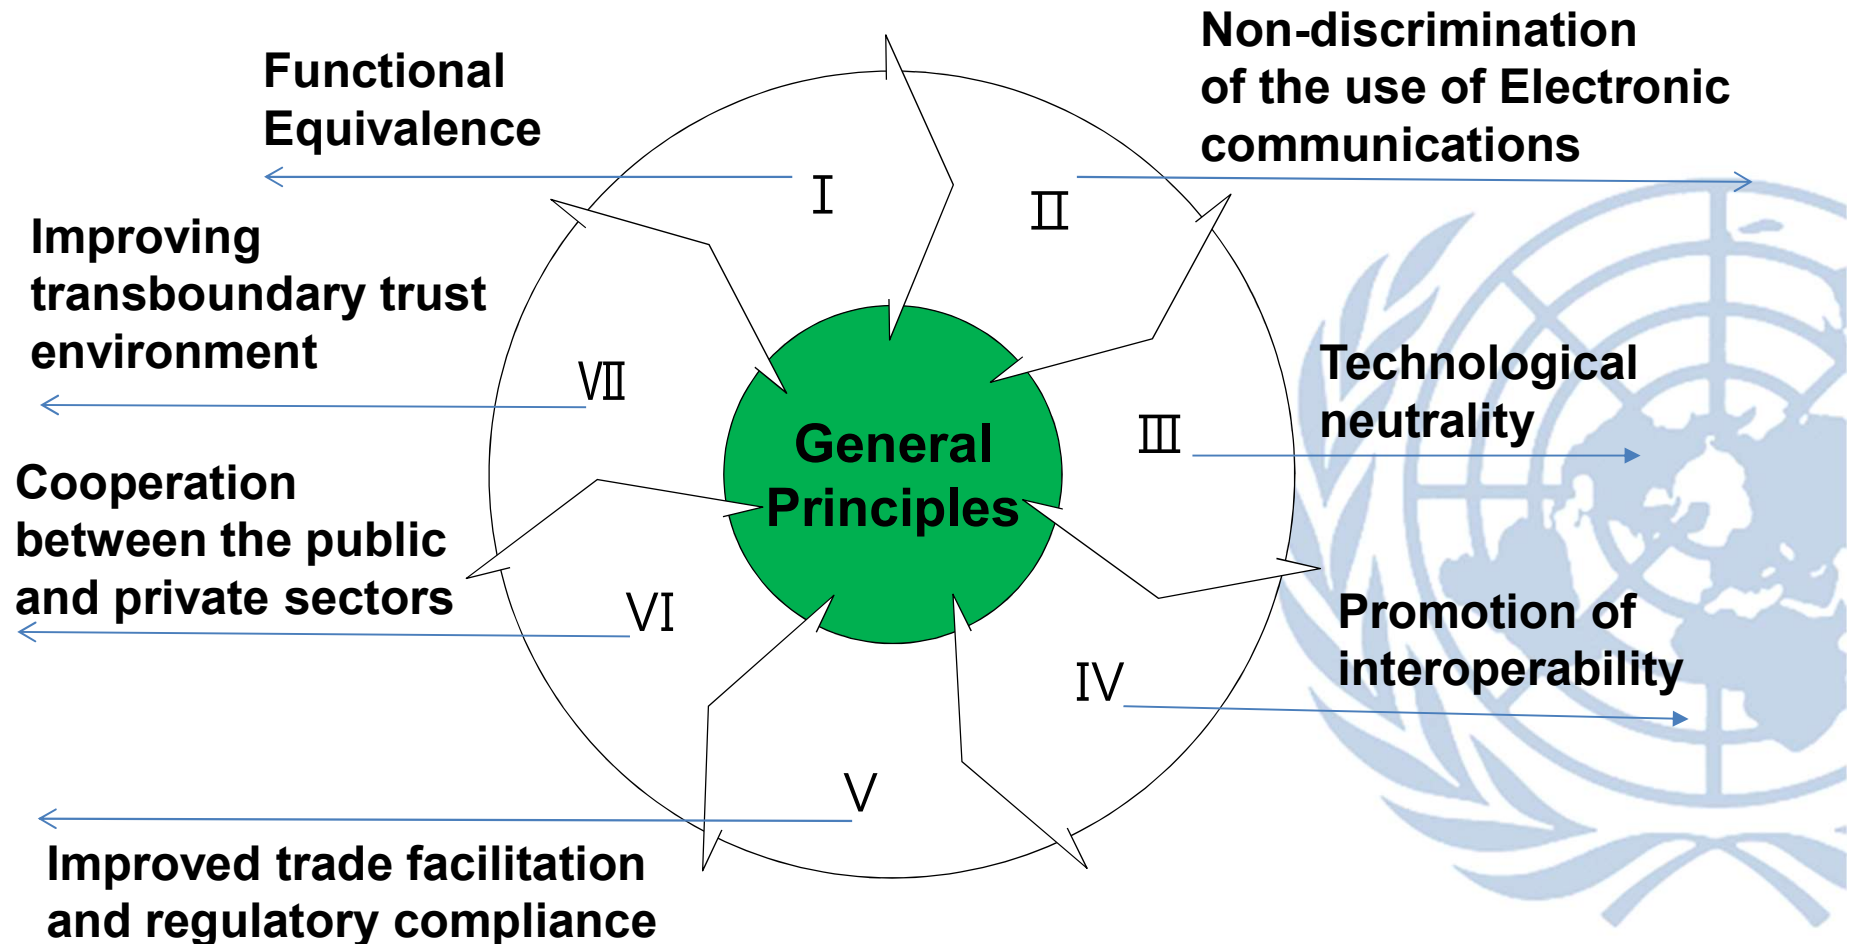 Functional
Equivalence
Non-discrimination
of the use of Electronic
communications
I
II
Improving
transboundary trust
environment
VII
General
Principles
III
Technological
neutrality
Cooperation
between the public
and private sectors
VI
IV
Promotion of
interoperability
V
Improved trade facilitation
and regulatory compliance